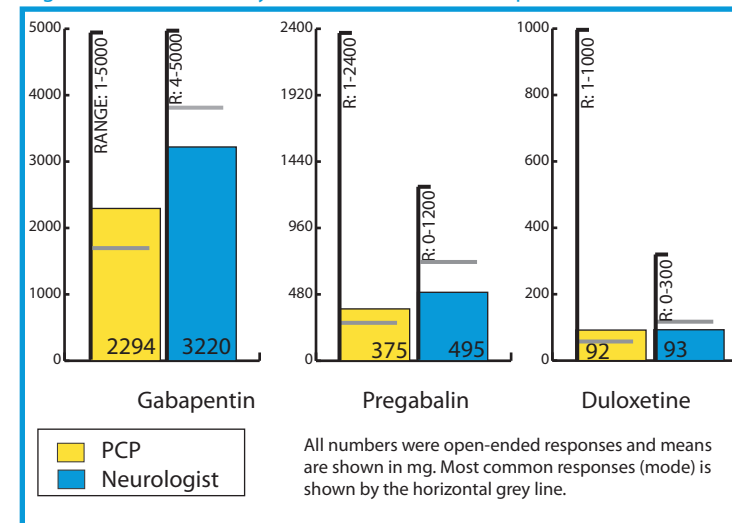 5000
4000
3000
2000
1000
0
RANGE: 1-5000
R: 4-5000
2294
3220
Gabapentin
2400
1920
1440
960
480
0
R: 1-2400
R: 0-1200
375
495
Pregabalin
1000
800
600
400
200
0
R: 1-1000
R: 0-300
92
93
Duloxetine
PCP
Neurologist
All numbers were open-ended responses and means
are shown in mg. Most common responses (mode) is
shown by the horizontal grey line.